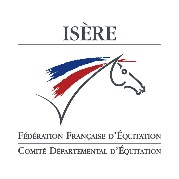 ISÈRE
FÉDÉRATION FRANÇAISE D'ÉQUITATION
COMITÉ DÉPARTEMENTAL D'ÉQUITATION